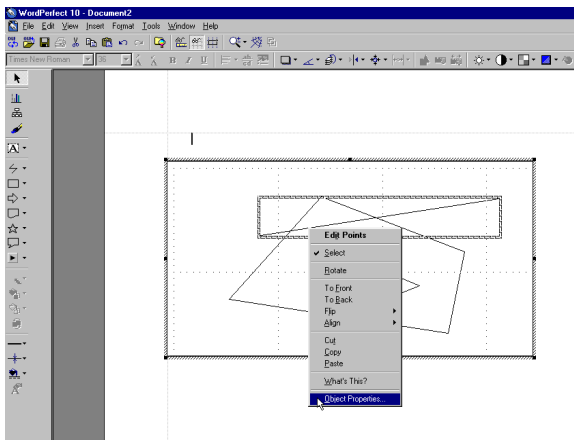 WordPerfect 10 - Document2
File Edit View Insert Format Tools Window Help
Times New Roman 36 B I U
A
Edit Points
Select
Rotate
To Front
To Back
Flip
Align
Cut
Copy
Paste
What's This?
Object Properties...